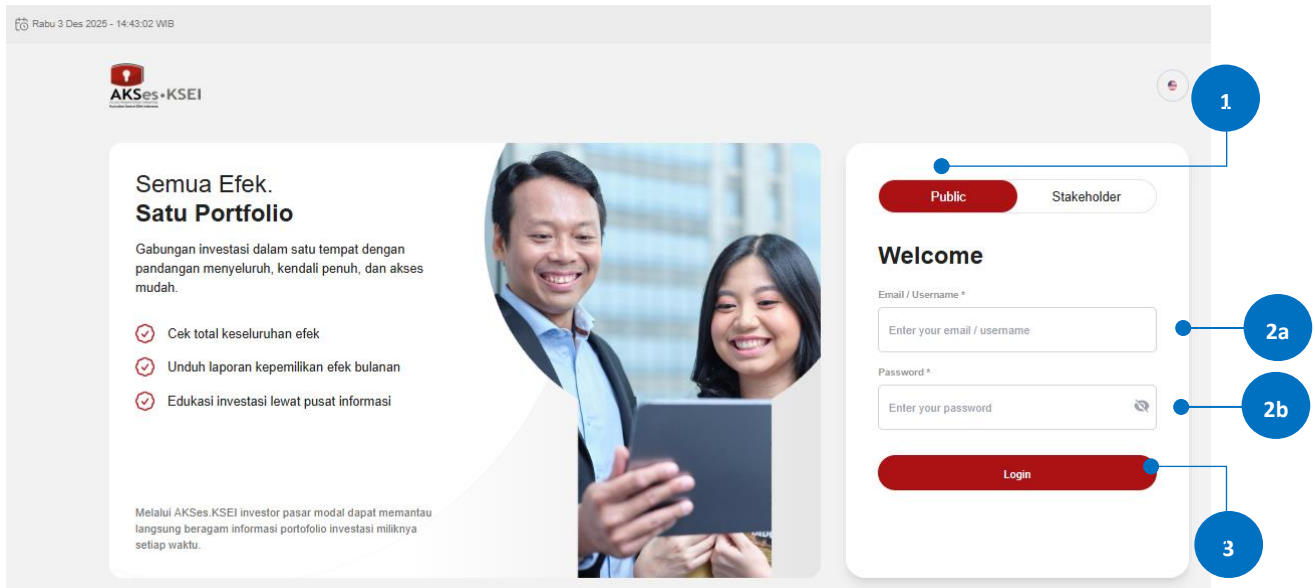 Rabu 3 Des 2025 - 14:43:02 WIB
AKSes•KSEI
1
Semua Efek.
Satu Portfolio
Gabungan investasi dalam satu tempat dengan
pandangan menyeluruh, kendali penuh, dan akses
mudah.
Cek total keseluruhan efek
Unduh laporan kepemilikan efek bulanan
Edukasi investasi lewat pusat informasi
Melalui AKSes.KSEI investor pasar modal dapat memantau
langsung beragam informasi portofolio investasi miliknya
setiap waktu.
Public
Stakeholder
Welcome
Email / Username *
Enter your email / username
2a
Password *
Enter your password
2b
Login
3